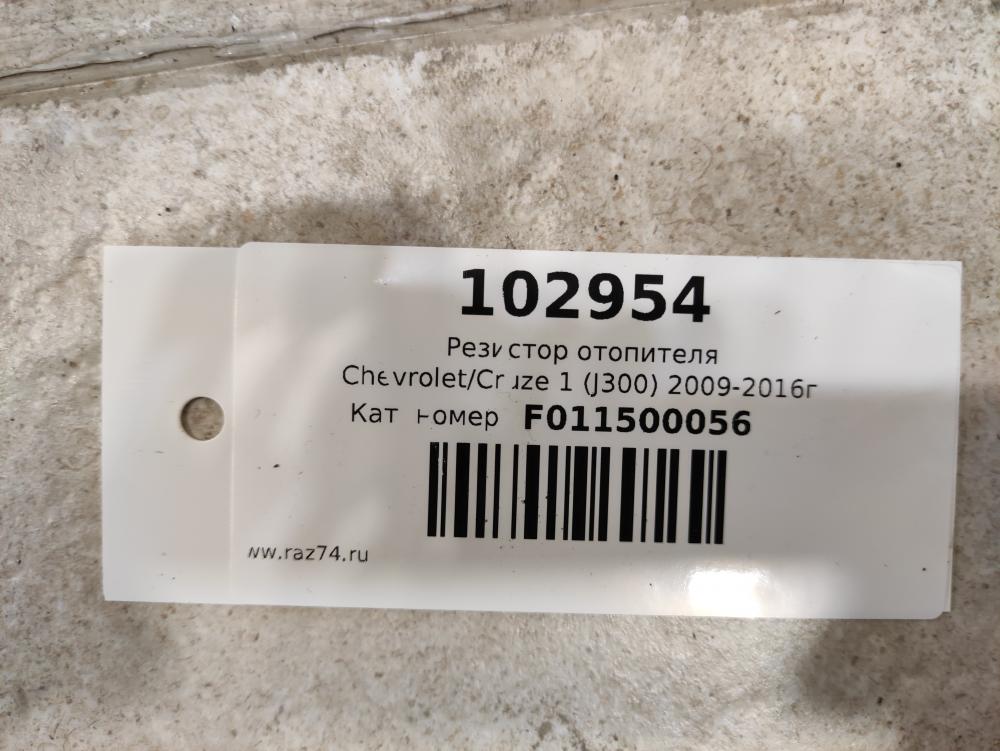 102954
Резистор отопителя
Chevrolet/Cruze 1 (J300) 2009-2016г
Кат номер F011500056
ww.raz74.ru